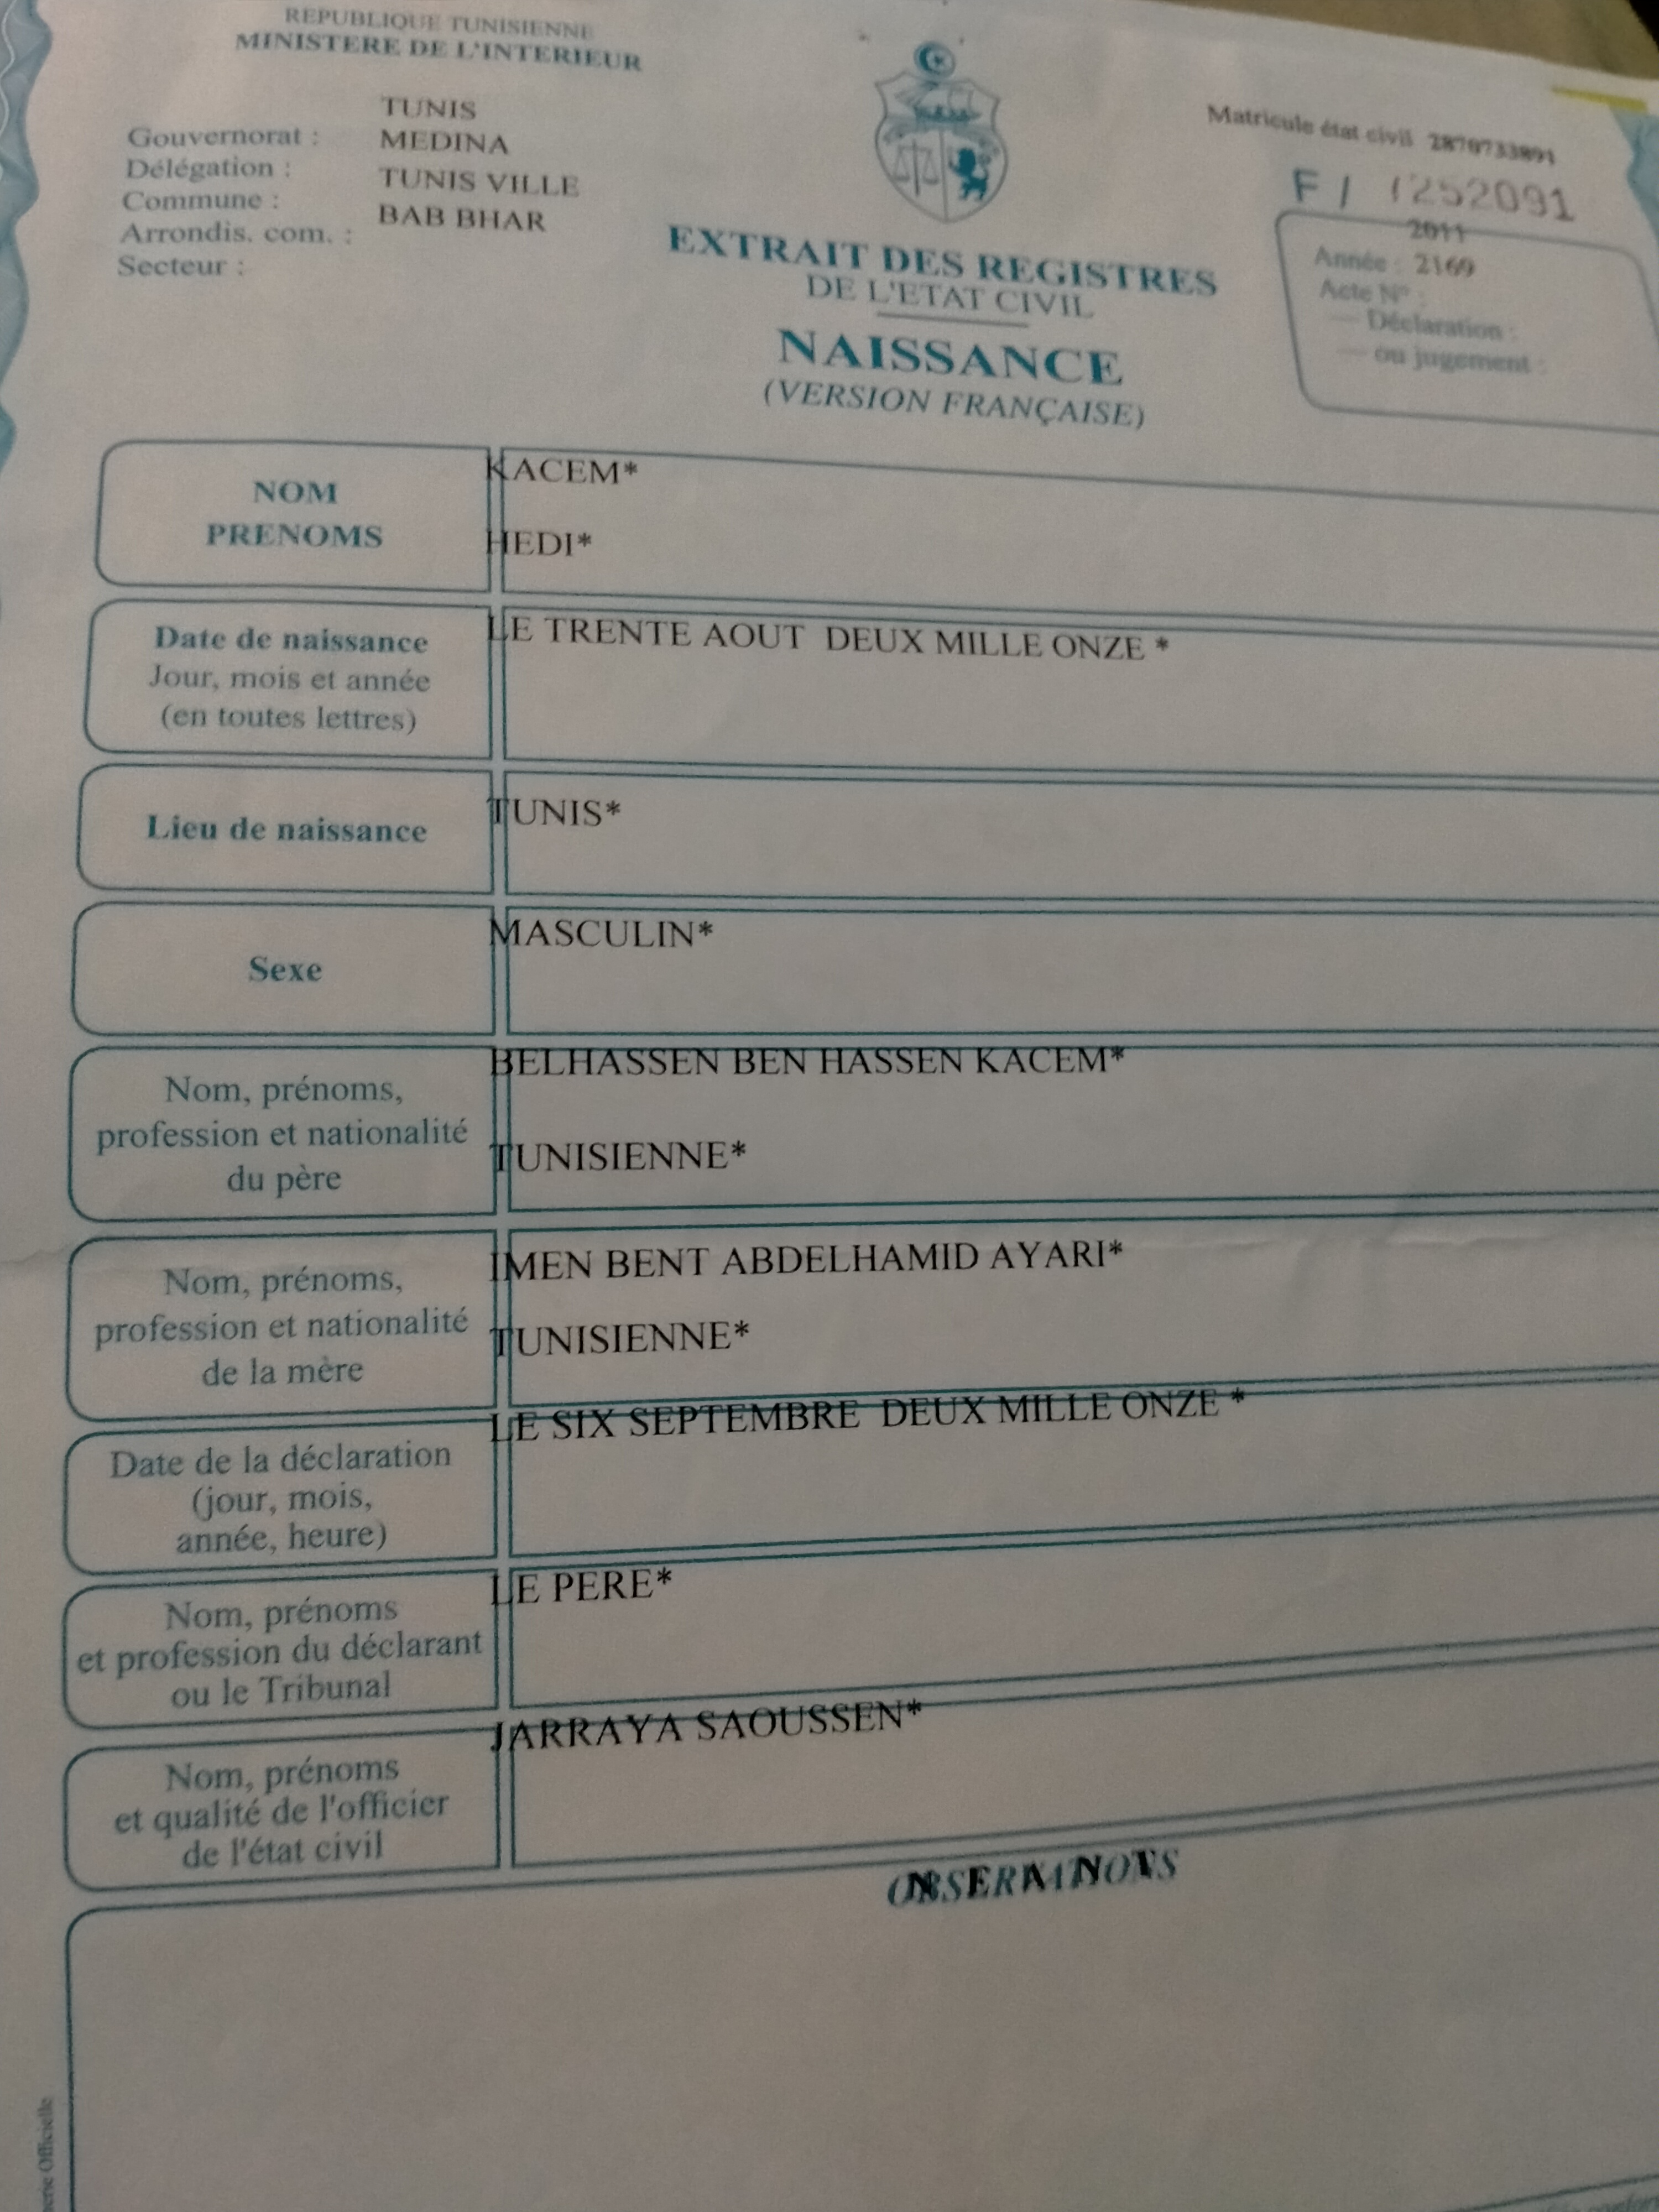 REPUBLIQUE TUNISIENNE
MINISTERE DE L'INTERIEUR
TUNIS
Gouvernorat : MEDINA
Délégation : TUNIS VILLE
Commune : BAB BHAR
Arrondis. com. :
Secteur :
Matricule état civil 2870733891
F / 1252091
2011
Année : 2169
Acte N° :
— Déclaration :
— ou jugement :
EXTRAIT DES REGISTRES
DE L'ETAT CIVIL
NAISSANCE
(VERSION FRANÇAISE)
NOM KACEM*
PRENOMS HEDI*
Date de naissance LE TRENTE AOUT DEUX MILLE ONZE *
Jour, mois et année
(en toutes lettres)
Lieu de naissance TUNIS*
Sexe MASCULIN*
BELHASSEN BEN HASSEN KACEM*
Nom, prénoms,
profession et nationalité TUNISIENNE*
du père
IMEN BENT ABDELHAMID AYARI*
Nom, prénoms,
profession et nationalité TUNISIENNE*
de la mère
LE SIX SEPTEMBRE DEUX MILLE ONZE *
Date de la déclaration
(jour, mois,
année, heure)
LE PERE*
Nom, prénoms
et profession du déclarant
ou le Tribunal
JARRAYA SAOUSSEN*
Nom, prénoms
et qualité de l'officier
de l'état civil
OBSERVATIONS
Officielle